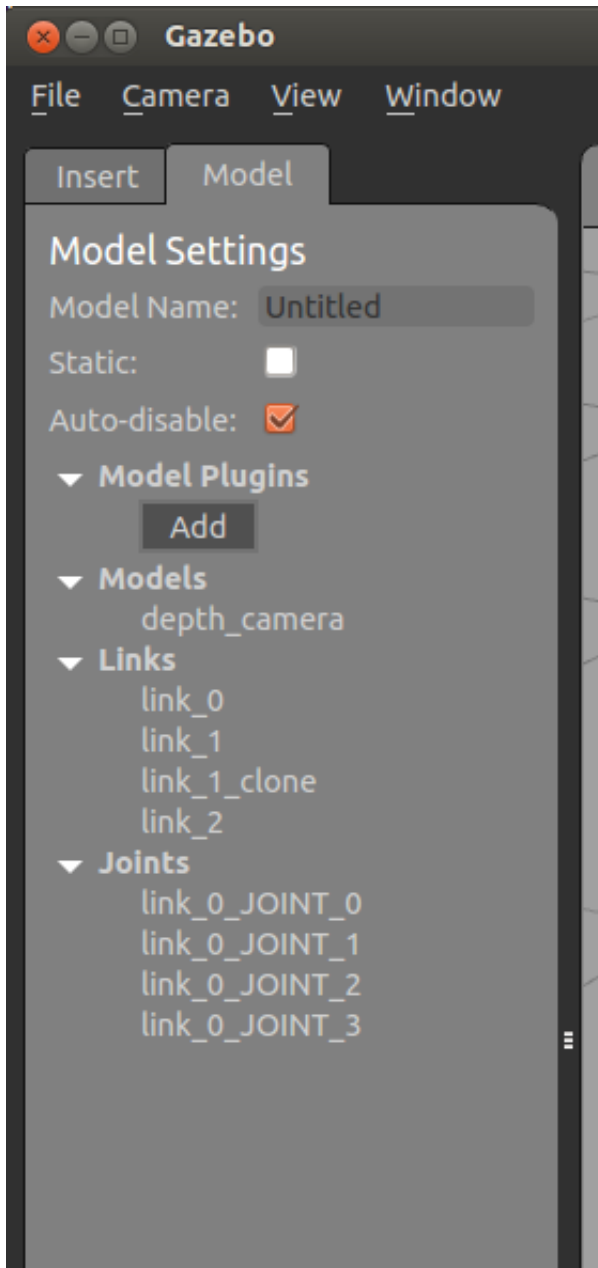 Gazebo
File Camera View Window
Insert Model
Model Settings
Model Name: Untitled
Static:
Auto-disable:
Model Plugins
Add
Models
depth_camera
Links
link_0
link_1
link_1_clone
link_2
Joints
link_0_JOINT_0
link_0_JOINT_1
link_0_JOINT_2
link_0_JOINT_3